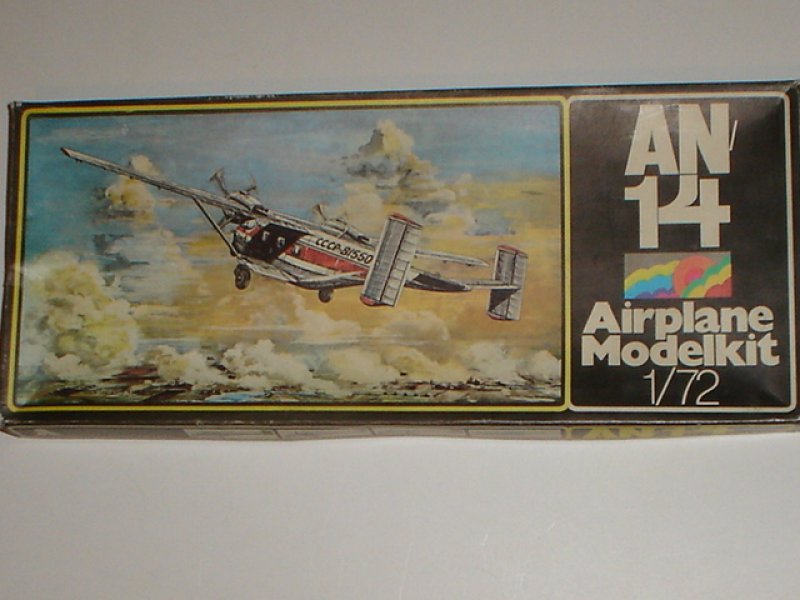 CCCP-81550
AN
14
Airplane
Modelkit
1/72